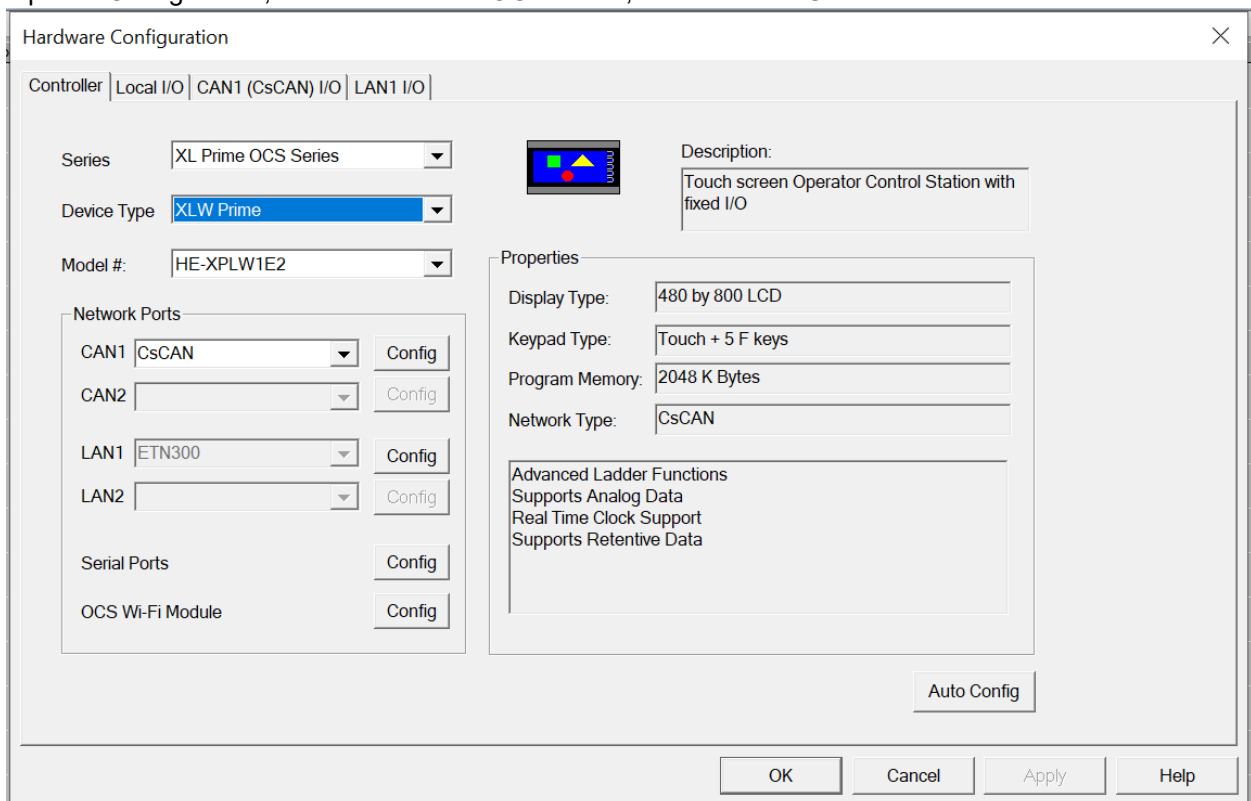 Hardware Configuration
Controller Local I/O CAN1 (CsCAN) I/O LAN1 I/O
Series XL Prime OCS Series
Device Type XLW Prime
Model #: HE-XPLW1E2
Description:
Touch screen Operator Control Station with
fixed I/O
Network Ports
CAN1 CsCAN Config
CAN2 Config
LAN1 ETN300 Config
LAN2 Config
Serial Ports Config
OCS Wi-Fi Module Config
Properties
Display Type: 480 by 800 LCD
Keypad Type: Touch + 5 F keys
Program Memory: 2048 K Bytes
Network Type: CsCAN
Advanced Ladder Functions
Supports Analog Data
Real Time Clock Support
Supports Retentive Data
Auto Config
OK Cancel Apply Help